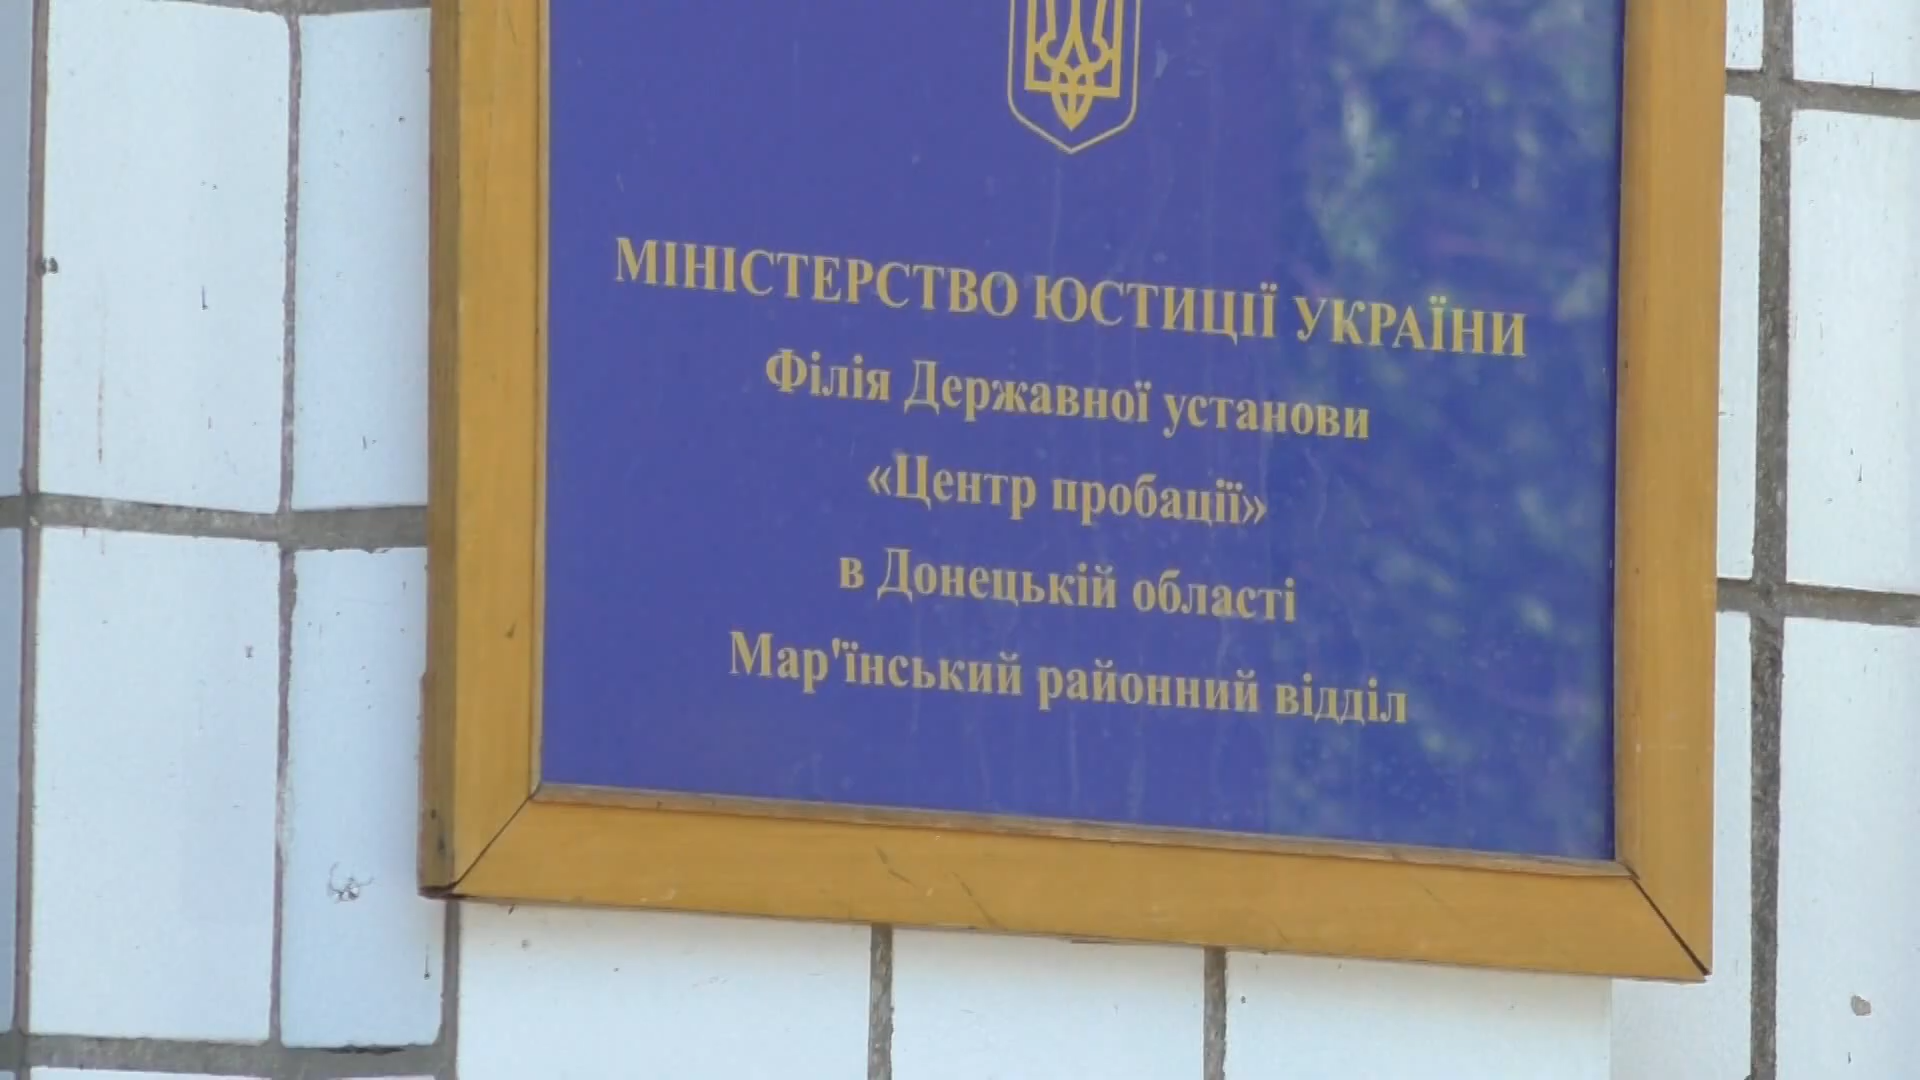 МІНІСТЕРСТВО ЮСТИЦІЇ УКРАЇНИ
Філія Державної установи
«Центр пробації»
в Донецькій області
Мар'їнський районний відділ